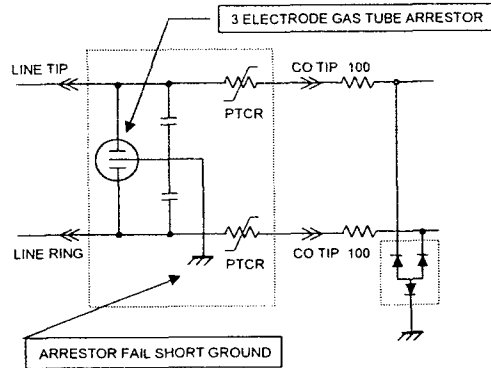 3 ELECTRODE GAS TUBE ARRESTOR
LINE TIP
CO TIP 100
PTCR
LINE RING
PTCR
CO TIP 100
ARRESTOR FAIL SHORT GROUND